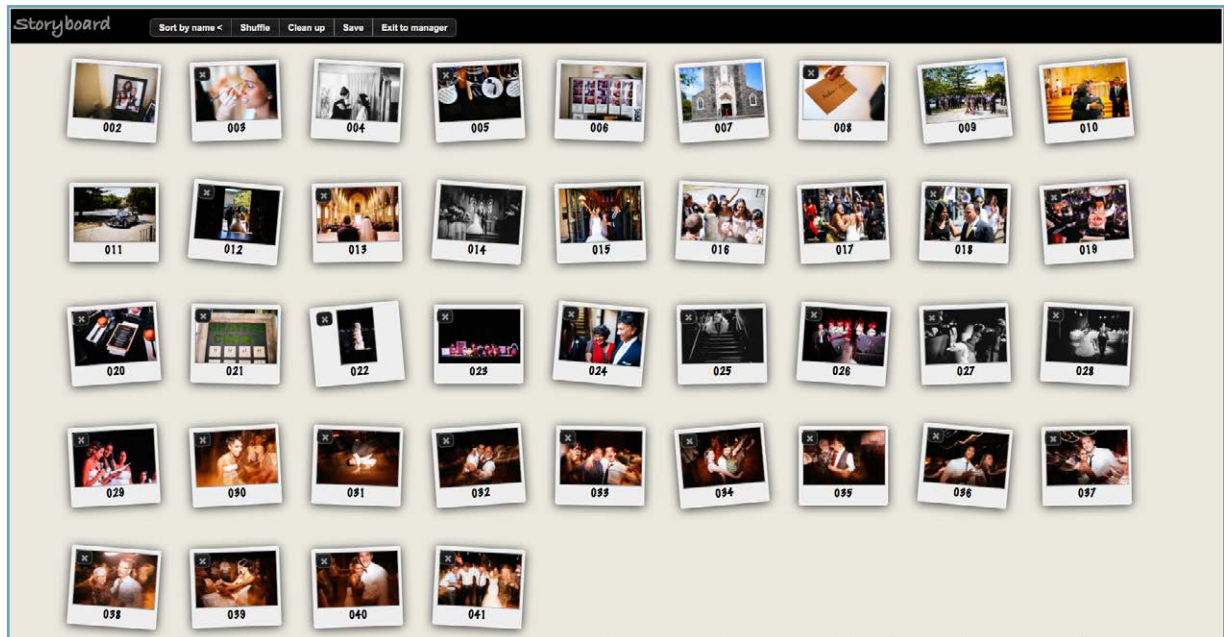 Storyboard
Sort by name < Shuffle Clean up Save Exit to manager
002 003 004 005 006 007 008 009 010
011 012 013 014 015 016 017 018 019
020 021 022 023 024 025 026 027 028
029 030 031 032 033 034 035 036 037
038 039 040 041